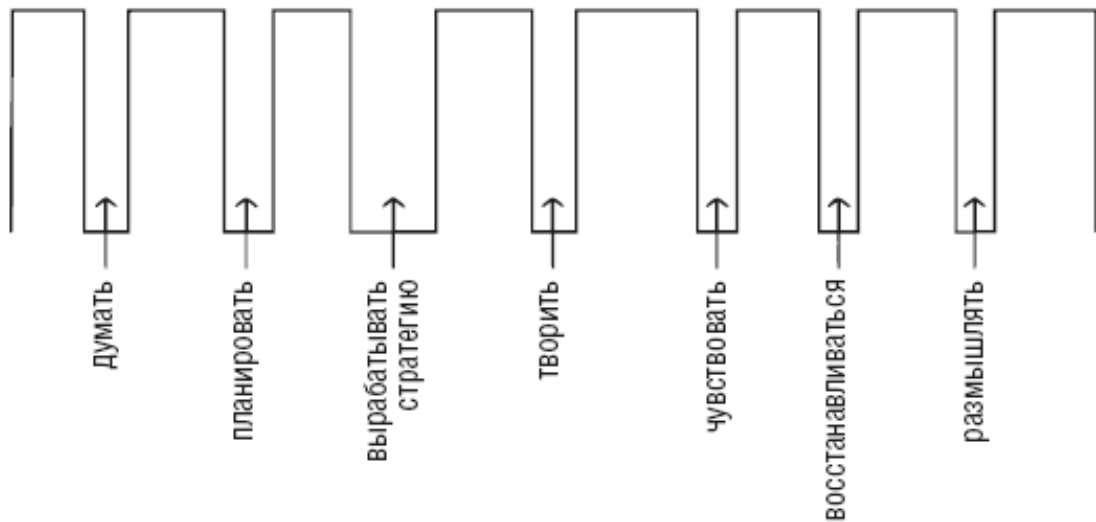 думать
планировать
вырабатывать
стратегию
творить
чувствовать
восстанавливаться
размышлять